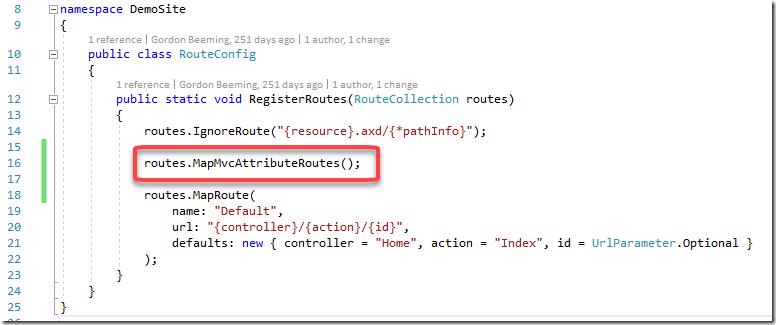 8 namespace DemoSite
9 {
1 reference | Gordon Beeming, 251 days ago | 1 author, 1 change
10 public class RouteConfig
11 {
1 reference | Gordon Beeming, 251 days ago | 1 author, 1 change
12 public static void RegisterRoutes(RouteCollection routes)
13 {
14 routes.IgnoreRoute("{resource}.axd/{*pathInfo}");
15
16 routes.MapMvcAttributeRoutes();
17
18 routes.MapRoute(
19 name: "Default",
20 url: "{controller}/{action}/{id}",
21 defaults: new { controller = "Home", action = "Index", id = UrlParameter.Optional }
22 );
23 }
24 }
25 }
26